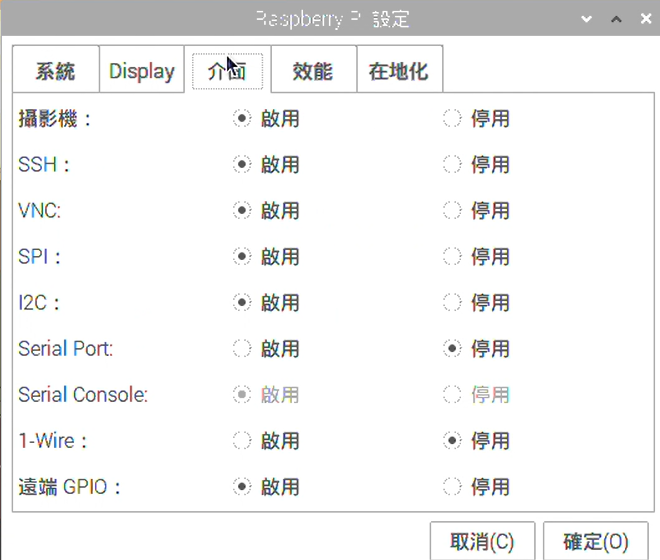 Raspberry Pi 設定
系統 Display 介面 效能 在地化
攝影機： 啟用 停用
SSH： 啟用 停用
VNC: 啟用 停用
SPI： 啟用 停用
I2C： 啟用 停用
Serial Port: 啟用 停用
Serial Console: 啟用 停用
1-Wire： 啟用 停用
遠端 GPIO： 啟用 停用
取消(C) 確定(O)